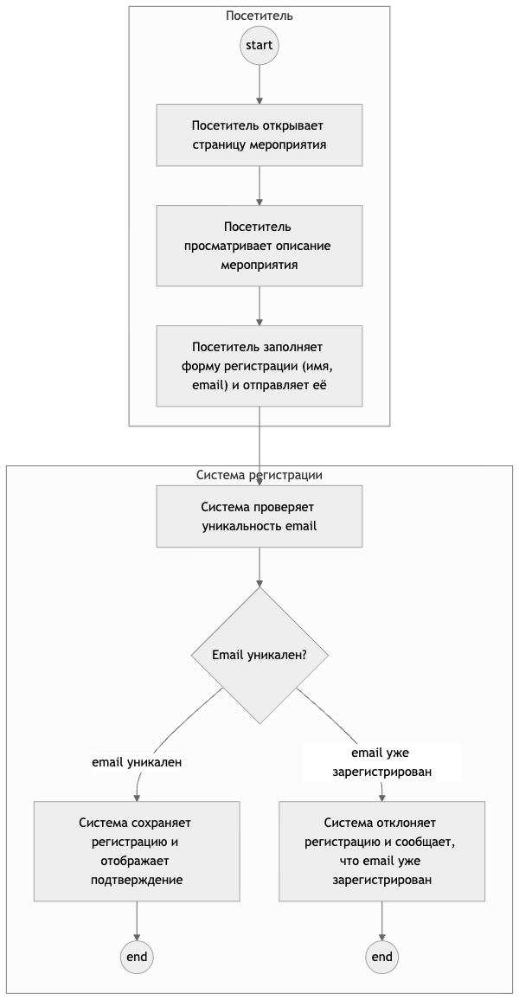 Посетитель
start
Посетитель открывает
страницу мероприятия
Посетитель
просматривает описание
мероприятия
Посетитель заполняет
форму регистрации (имя,
email) и отправляет её
Система регистрации
Система проверяет
уникальность email
Email уникален?
email уникален
email уже
зарегистрирован
Система сохраняет
регистрацию и
отображает
подтверждение
Система отклоняет
регистрацию и сообщает,
что email уже
зарегистрирован
end
end